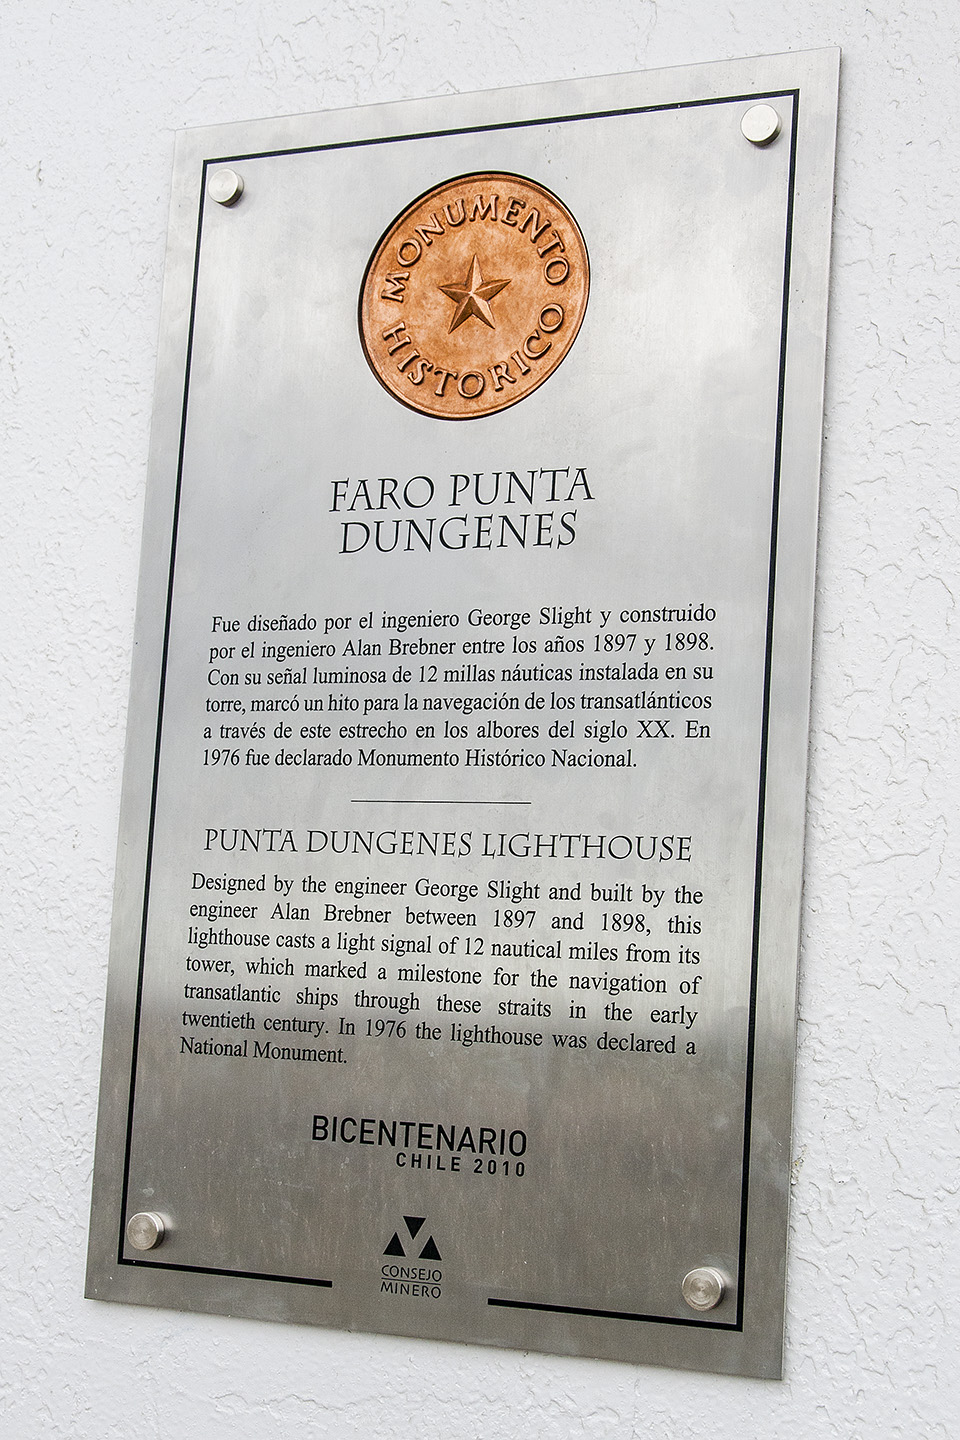 MONUMENTO
HISTORICO
FARO PUNTA
DUNGENES
Fue diseñado por el ingeniero George Slight y construido
por el ingeniero Alan Brebner entre los años 1897 y 1898.
Con su señal luminosa de 12 millas náuticas instalada en su
torre, marcó un hito para la navegación de los transatlánticos
a través de este estrecho en los albores del siglo XX. En
1976 fue declarado Monumento Histórico Nacional.
PUNTA DUNGENES LIGHTHOUSE
Designed by the engineer George Slight and built by the
engineer Alan Brebner between 1897 and 1898, this
lighthouse casts a light signal of 12 nautical miles from its
tower, which marked a milestone for the navigation of
transatlantic ships through these straits in the early
twentieth century. In 1976 the lighthouse was declared a
National Monument.
BICENTENARIO
CHILE 2010
CONSEJO
MINERO